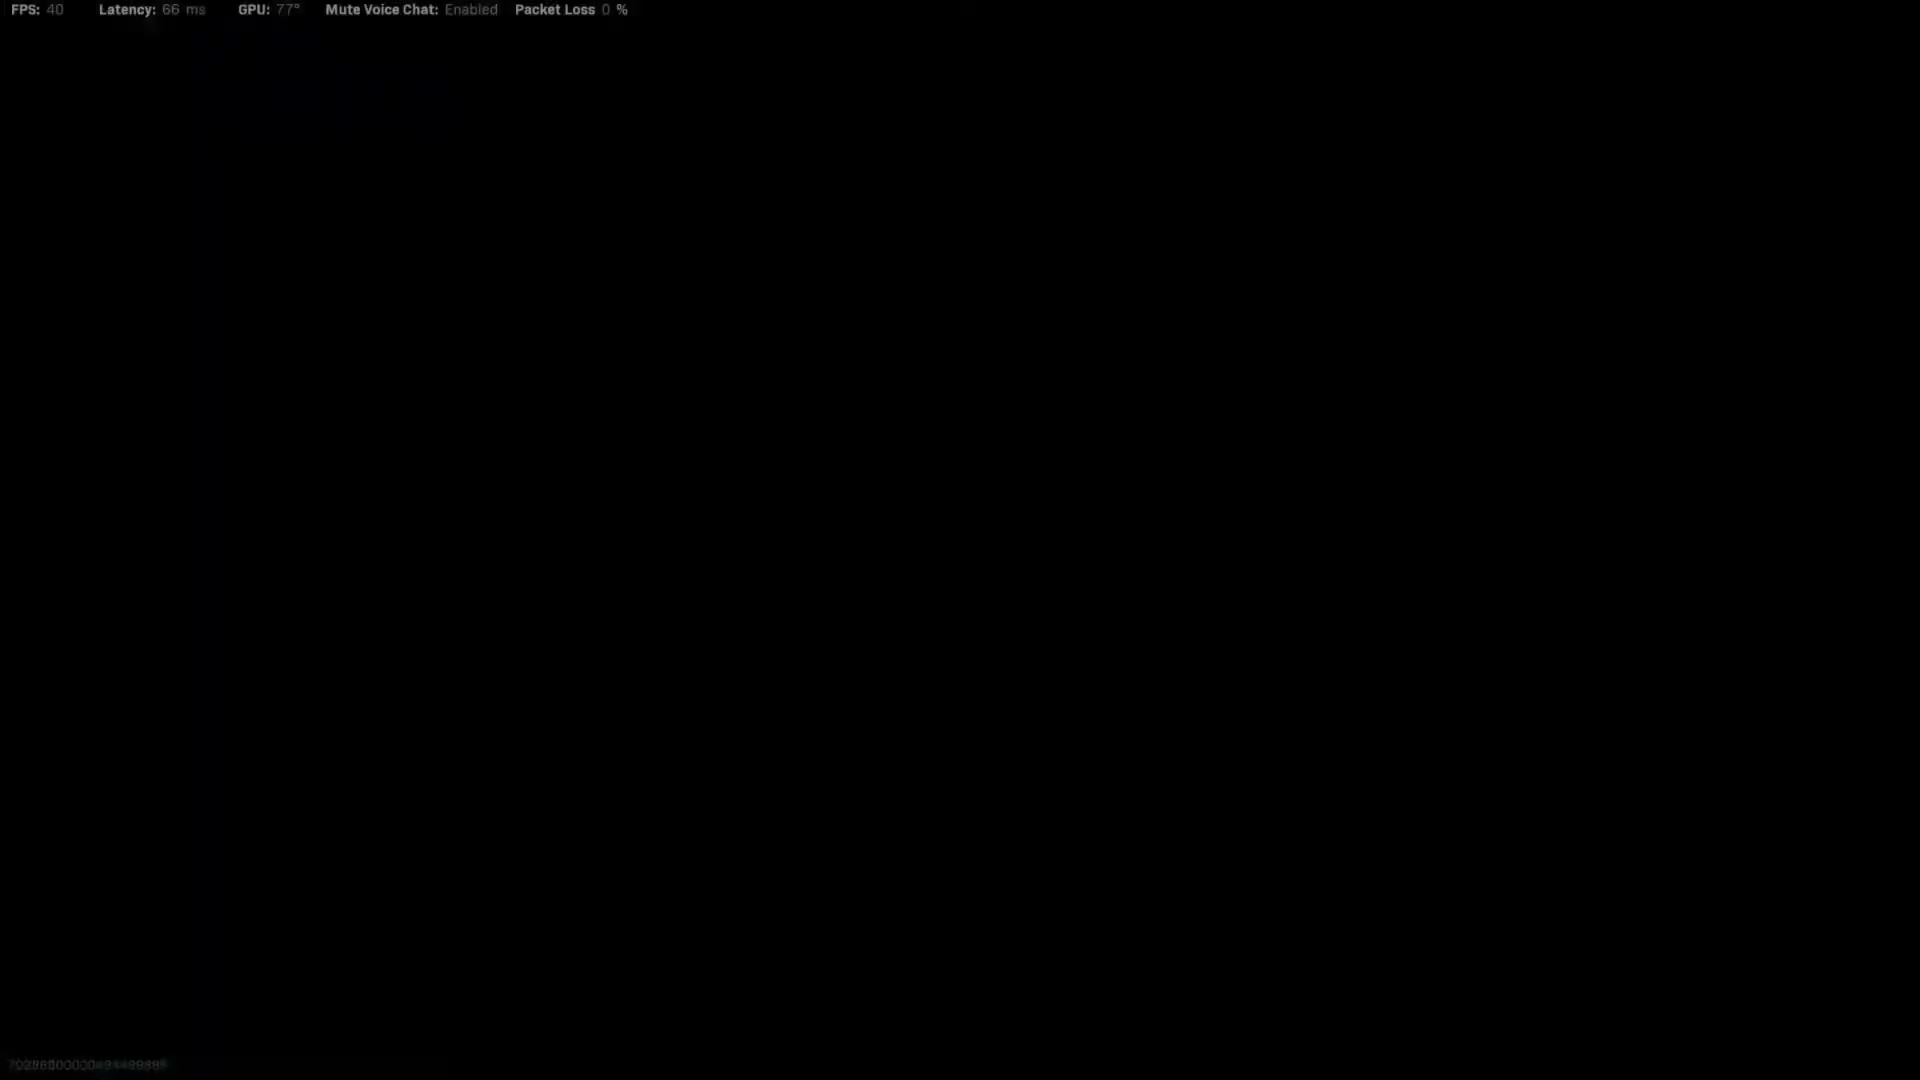 FPS: 40 Latency: 66 ms GPU: 77° Mute Voice Chat: Enabled Packet Loss 0 %